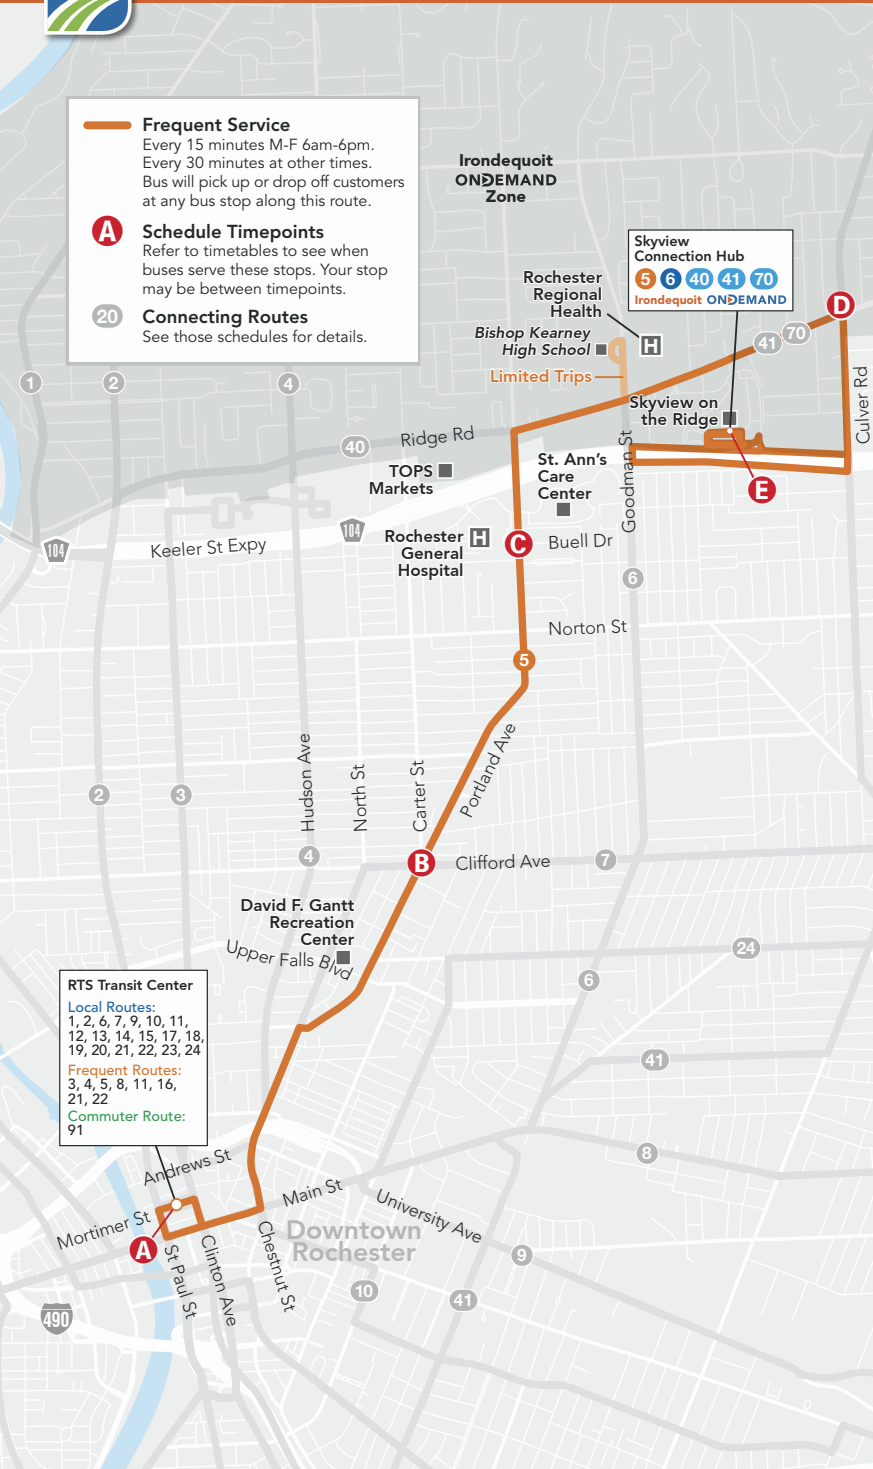 Frequent Service
Every 15 minutes M-F 6am-6pm.
Every 30 minutes at other times.
Bus will pick up or drop off customers
at any bus stop along this route.
A
Schedule Timepoints
Refer to timetables to see when
buses serve these stops. Your stop
may be between timepoints.
20
Connecting Routes
See those schedules for details.
Irondequoit
ONDEMAND
Zone
Skyview
Connection Hub
5 6 40 41 70
Irondequoit ONDEMAND
Rochester
Regional
Health
H
Bishop Kearney
High School
Limited Trips
D
70
41
Culver Rd
1
2
4
40
Ridge Rd
Skyview on
the Ridge
E
TOPS
Markets
St. Ann's
Care
Center
Goodman St
104
104
Keeler St Expy
Rochester
General
Hospital
H
C
Buell Dr
6
Norton St
5
Portland Ave
Hudson Ave
North St
Carter St
2
3
4
B
Clifford Ave
7
David F. Gantt
Recreation
Center
Upper Falls Blvd
24
6
41
8
RTS Transit Center
Local Routes:
1, 2, 6, 7, 9, 10, 11,
12, 13, 14, 15, 17, 18,
19, 20, 21, 22, 23, 24
Frequent Routes:
3, 4, 5, 8, 11, 16,
21, 22
Commuter Route:
91
Andrews St
Main St
University Ave
Mortimer St
A
St Paul St
Clinton Ave
Chestnut St
Downtown
Rochester
9
10
41
490